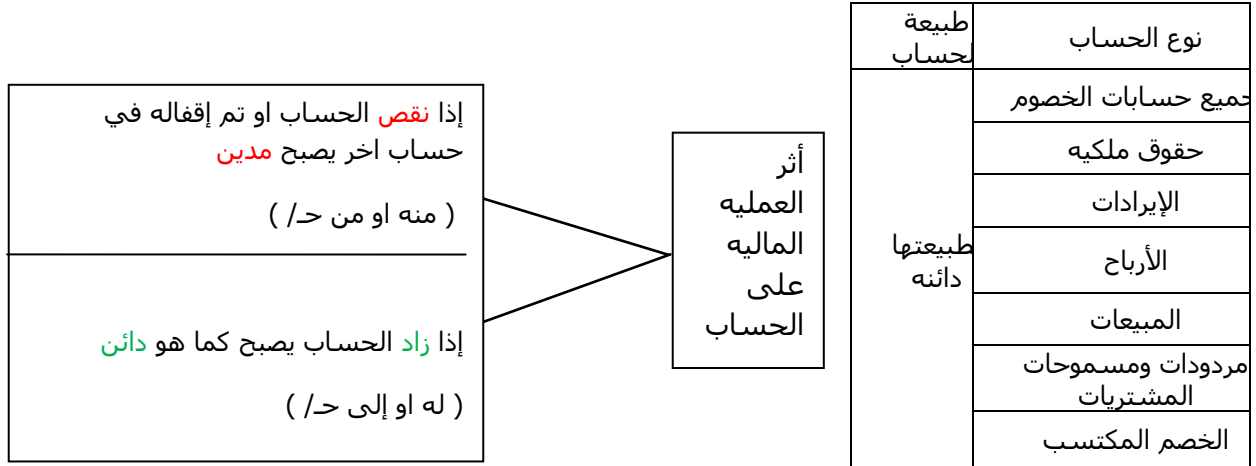 نوع الحساب
طبيعة
لحساب
جميع حسابات الخصوم
حقوق ملكيه
الإيرادات
الأرباح
المبيعات
مردودات ومسموحات
المشتريات
الخصم المكتسب
طبيعتها
دائنه
أثر
العمليه
الماليه
على
الحساب
إذا نقص الحساب او تم إقفاله في
حساب اخر يصبح مدين
( منه او من حـ/ )
إذا زاد الحساب يصبح كما هو دائن
( له او إلى حـ/ )